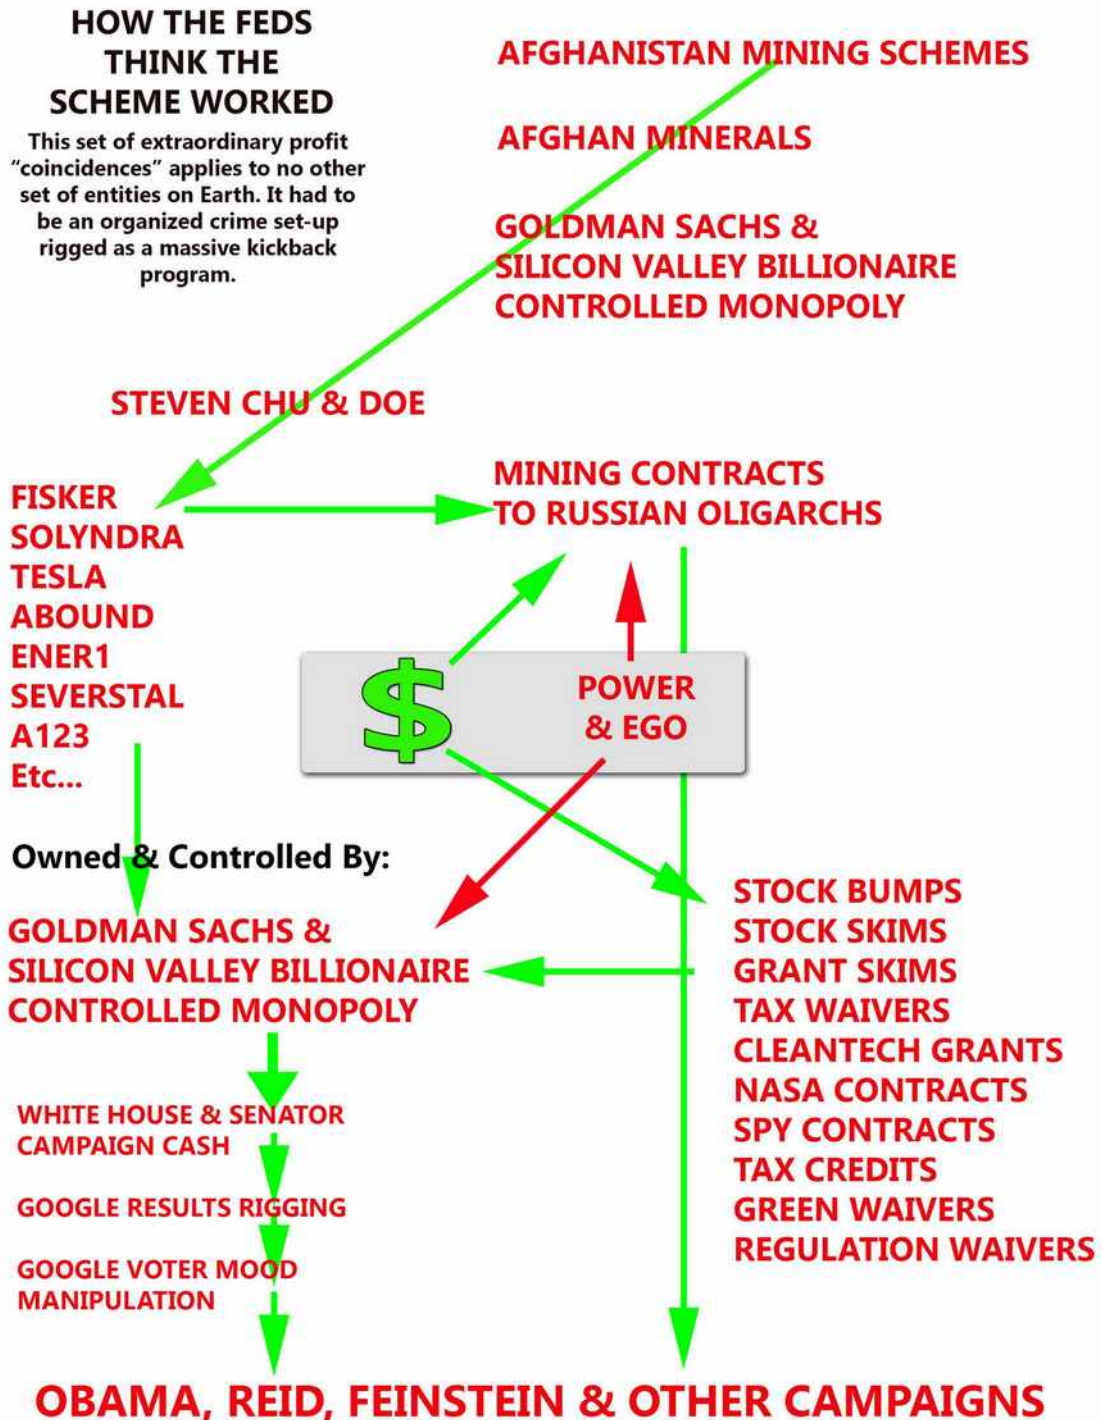 HOW THE FEDS
THINK THE
SCHEME WORKED
This set of extraordinary profit
“coincidences” applies to no other
set of entities on Earth. It had to
be an organized crime set-up
rigged as a massive kickback
program.
AFGHANISTAN MINING SCHEMES
AFGHAN MINERALS
GOLDMAN SACHS &
SILICON VALLEY BILLIONAIRE
CONTROLLED MONOPOLY
STEVEN CHU & DOE
FISKER
SOLYNDRA
TESLA
ABOUND
ENER1
SEVERSTAL
A123
Etc...
MINING CONTRACTS
TO RUSSIAN OLIGARCHS
$
POWER
& EGO
Owned & Controlled By:
GOLDMAN SACHS &
SILICON VALLEY BILLIONAIRE
CONTROLLED MONOPOLY
WHITE HOUSE & SENATOR
CAMPAIGN CASH
GOOGLE RESULTS RIGGING
GOOGLE VOTER MOOD
MANIPULATION
STOCK BUMPS
STOCK SKIMS
GRANT SKIMS
TAX WAIVERS
CLEANTECH GRANTS
NASA CONTRACTS
SPY CONTRACTS
TAX CREDITS
GREEN WAIVERS
REGULATION WAIVERS
OBAMA, REID, FEINSTEIN & OTHER CAMPAIGNS